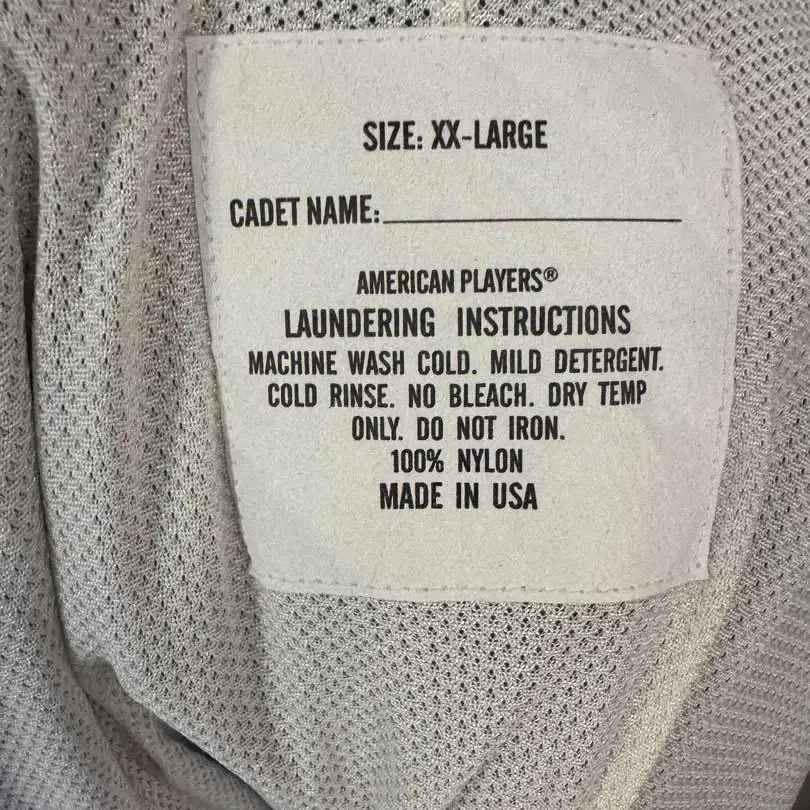 SIZE: XX-LARGE
CADET NAME:
AMERICAN PLAYERS®
LAUNDERING INSTRUCTIONS
MACHINE WASH COLD. MILD DETERGENT.
COLD RINSE. NO BLEACH. DRY TEMP
ONLY. DO NOT IRON.
100% NYLON
MADE IN USA